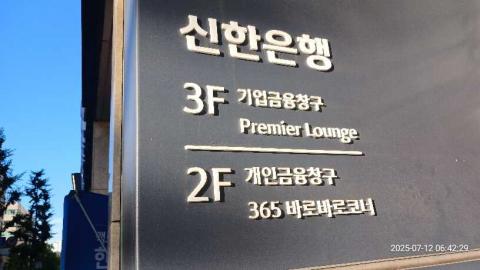 신한은행
3F 기업금융창구
Premier Lounge
2F 개인금융창구
365 바로바로코너
2025-07-12 06:42:29